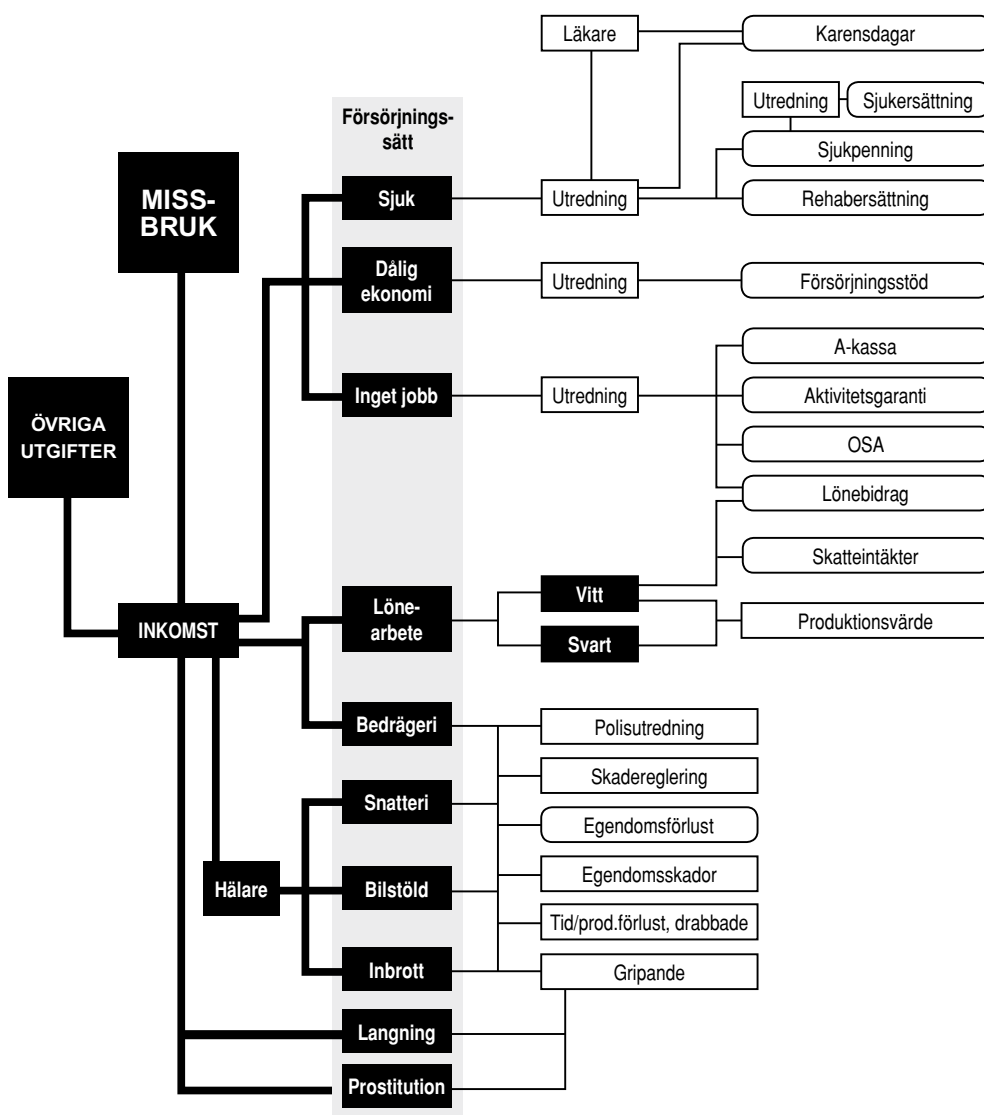 Läkare
Karensdagar
Utredning
Sjukersättning
Försörjnings-
sätt
Sjukpenning
MISS-
BRUK
Sjuk
Utredning
Rehabersättning
Dålig
ekonomi
Utredning
Försörjningsstöd
A-kassa
Inget jobb
Utredning
Aktivitetsgaranti
ÖVRIGA
UTGIFTER
OSA
Lönebidrag
Skatteintäkter
Vitt
INKOMST
Löne-
arbete
Produktionsvärde
Svart
Bedrägeri
Polisutredning
Skadereglering
Snatteri
Egendomsförlust
Hälare
Bilstöld
Egendomsskador
Tid/prod.förlust, drabbade
Inbrott
Gripande
Langning
Prostitution